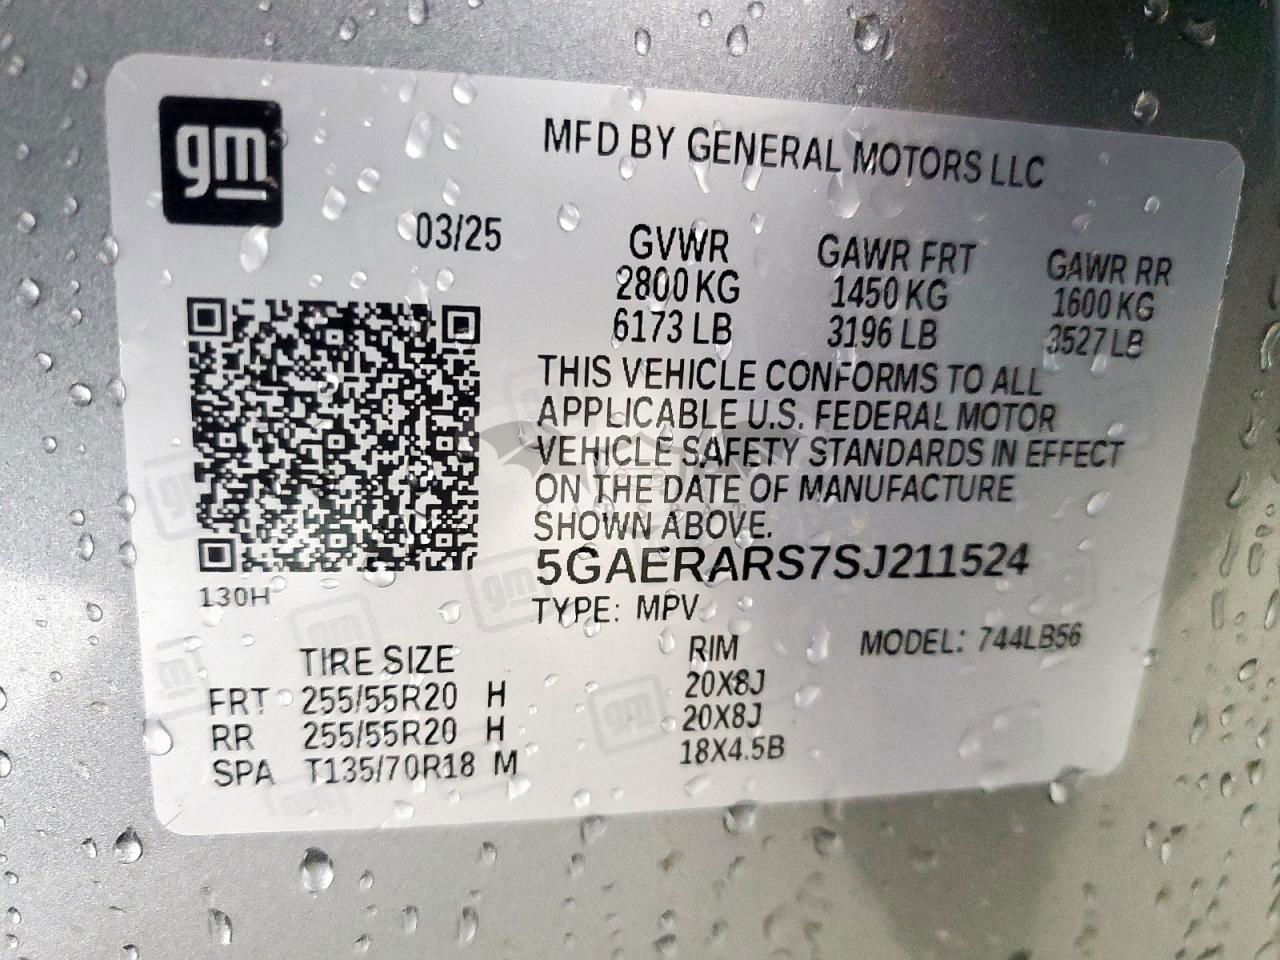 gm
MFD BY GENERAL MOTORS LLC
03/25
GVWR GAWR FRT GAWR RR
2800 KG 1450 KG 1600 KG
6173 LB 3196 LB 3527 LB
THIS VEHICLE CONFORMS TO ALL
APPLICABLE U.S. FEDERAL MOTOR
VEHICLE SAFETY STANDARDS IN EFFECT
ON THE DATE OF MANUFACTURE
SHOWN ABOVE.
5GAERARS7SJ211524
130H
TYPE: MPV
MODEL: 744LB56
TIRE SIZE RIM
FRT 255/55R20 H 20X8J
RR 255/55R20 H 20X8J
SPA T135/70R18 M 18X4.5B